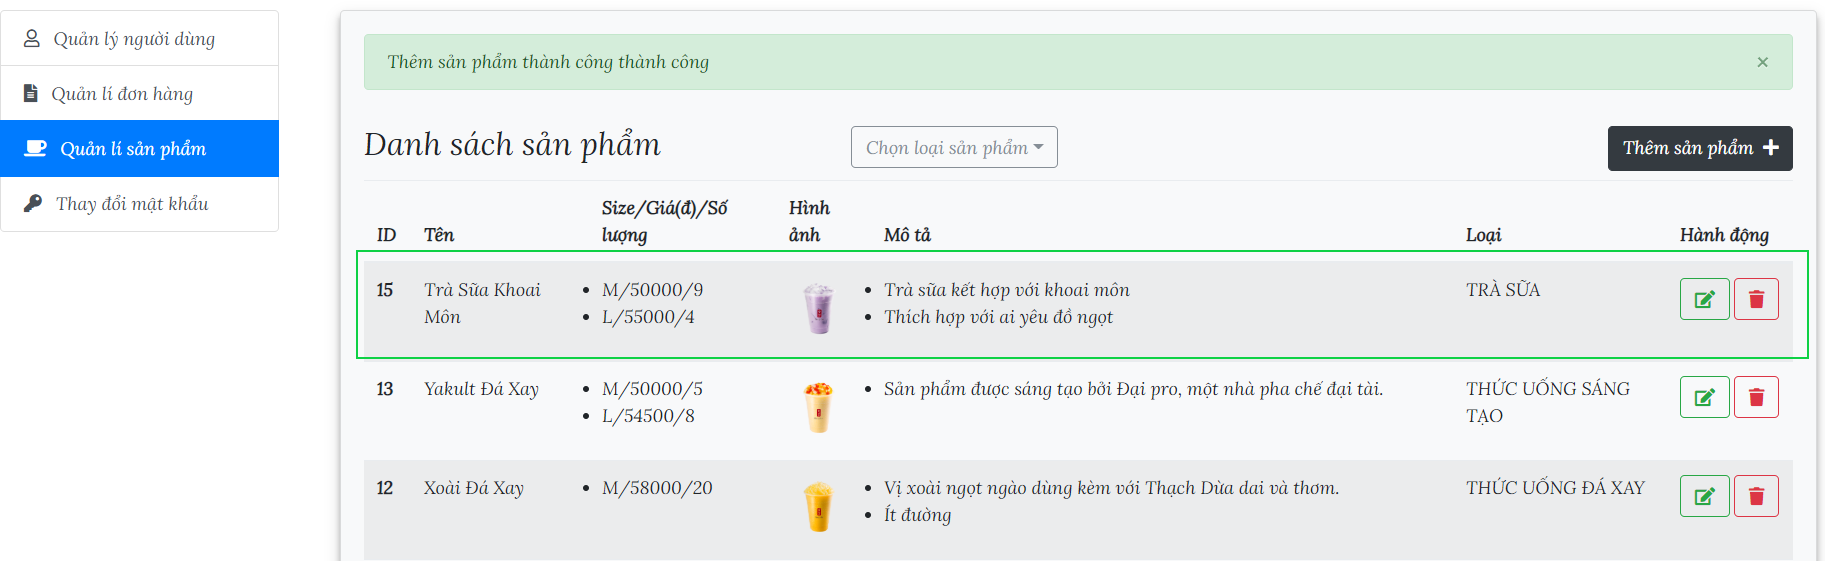 Quản lý người dùng
Quản lí đơn hàng
Quản lí sản phẩm
Thay đổi mật khẩu
Thêm sản phẩm thành công thành công ×
Danh sách sản phẩm
Chọn loại sản phẩm
Thêm sản phẩm
ID Tên Size/Giá(đ)/Số lượng Hình ảnh Mô tả Loại Hành động
15 Trà Sữa Khoai Môn
M/50000/9
L/55000/4
Trà sữa kết hợp với khoai môn
Thích hợp với ai yêu đồ ngọt
TRÀ SỮA
13 Yakult Đá Xay
M/50000/5
L/54500/8
Sản phẩm được sáng tạo bởi Đại pro, một nhà pha chế đại tài.
THỨC UỐNG SÁNG
TẠO
12 Xoài Đá Xay
M/58000/20
Vị xoài ngọt ngào dùng kèm với Thạch Dừa dai và thơm.
Ít đường
THỨC UỐNG ĐÁ XAY